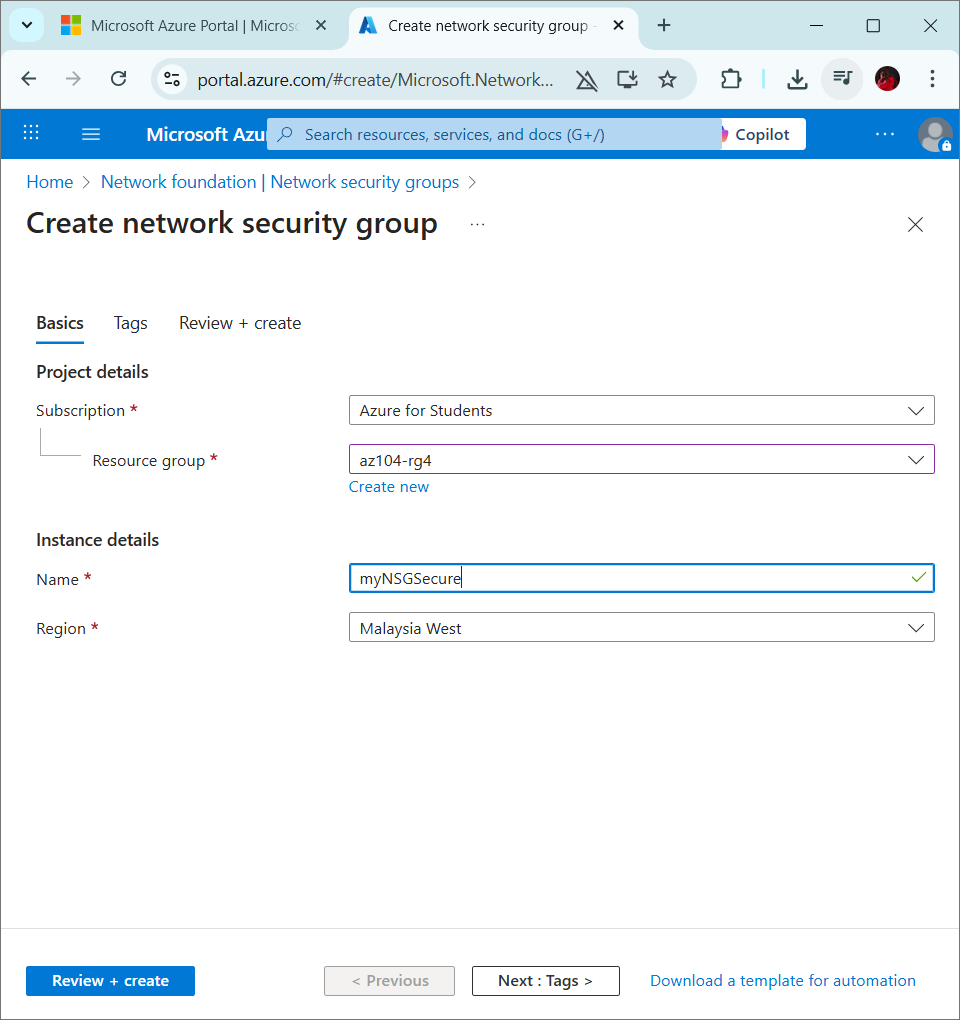 Microsoft Azure Portal | Micros
Create network security group -
portal.azure.com/#create/Microsoft.Network...
Microsoft Azu
Search resources, services, and docs (G+/)
Copilot
Home > Network foundation | Network security groups >
Create network security group ...
Basics Tags Review + create
Project details
Subscription *
Azure for Students
Resource group *
az104-rg4
Create new
Instance details
Name *
myNSGSecure
Region *
Malaysia West
Review + create
< Previous
Next : Tags >
Download a template for automation